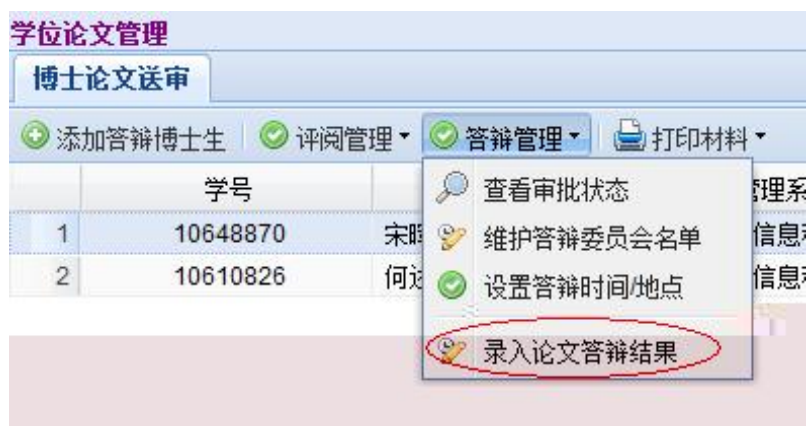 学位论文管理
博士论文送审
添加答辩博士生 评阅管理 答辩管理 打印材料
学号 管理系
查看审批状态
1 10648870 宋晖 信息
维护答辩委员会名单
2 10610826 何 信息
设置答辩时间/地点
录入论文答辩结果